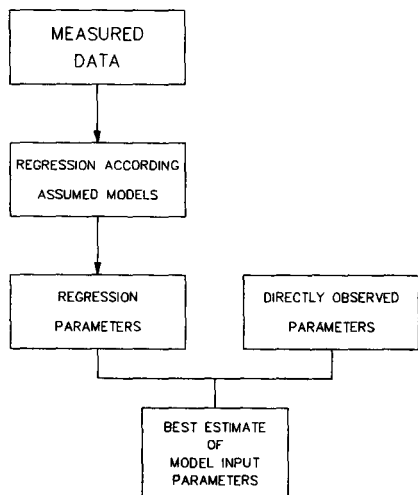 MEASURED
DATA
REGRESSION ACCORDING
ASSUMED MODELS
REGRESSION
PARAMETERS
DIRECTLY OBSERVED
PARAMETERS
BEST ESTIMATE
OF
MODEL INPUT
PARAMETERS